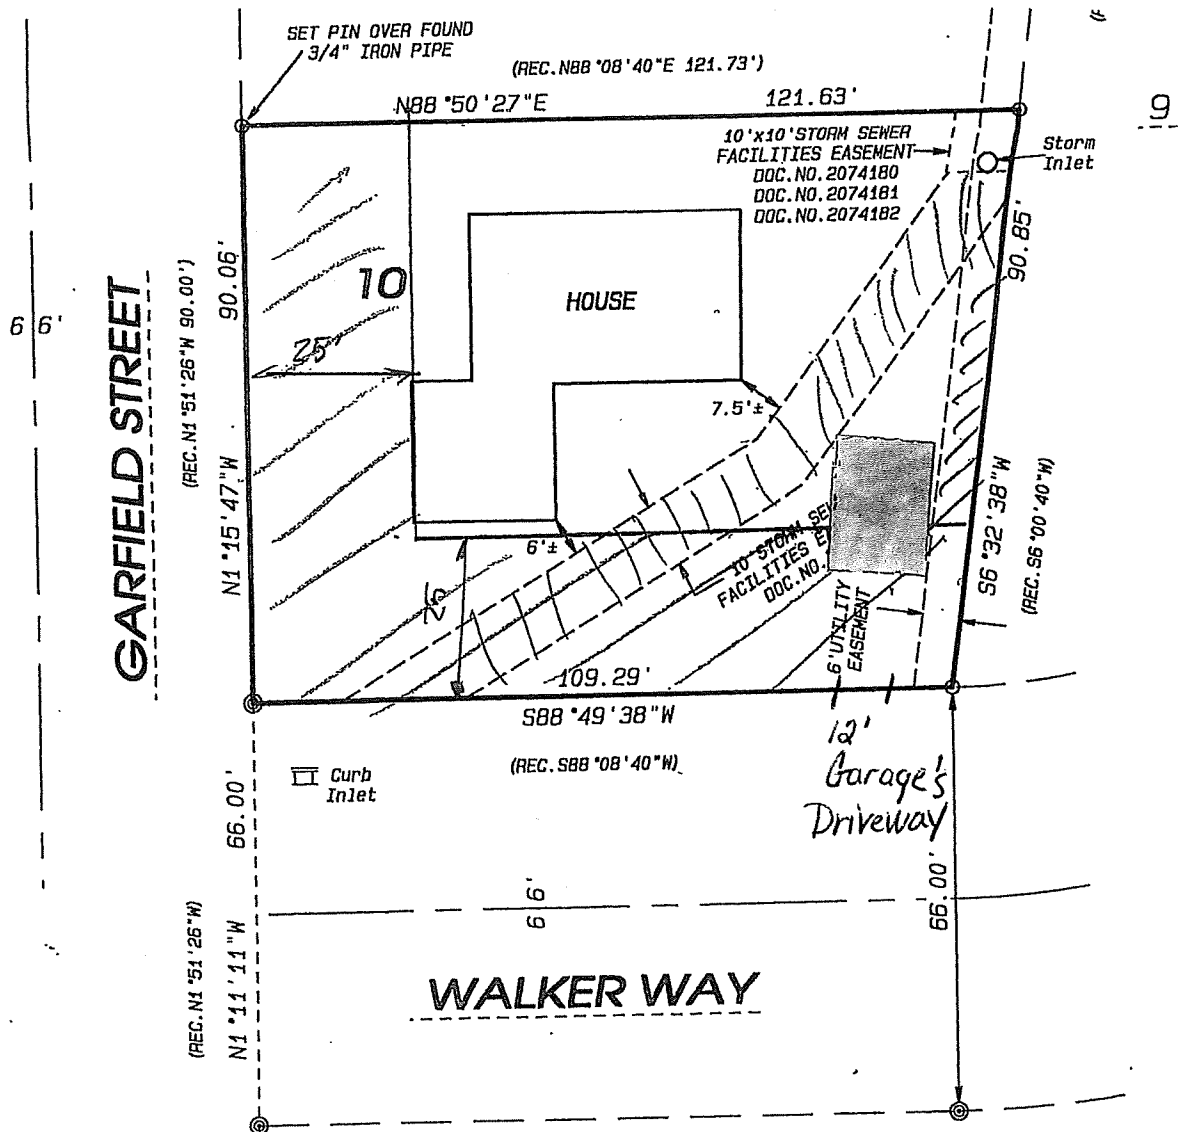 SET PIN OVER FOUND
3/4" IRON PIPE
(REC.N88°08'40"E 121.73')
N88°50'27"E
121.63'
9
10'x10'STORM SEWER
FACILITIES EASEMENT
DOC.NO.2074180
DOC.NO.2074181
DOC.NO.2074182
Storm
Inlet
90.85'
GARFIELD STREET
66'
(REC.N1°51'26"W 90.00')
90.06'
N1°15'47"W
10
HOUSE
25'
7.5'±
6'±
10'STORM SE
FACILITIES E
DOC.NO.
6'UTILITY
EASEMENT
S6°32'38"W
(REC.S6°00'40"W)
109.29'
S88°49'38"W
(REC.S88°08'40"W)
Curb
Inlet
12'
Garage's
Driveway
66.00'
N1°11'11"W
(REC.N1°51'26"W)
66'
66.00'
WALKER WAY